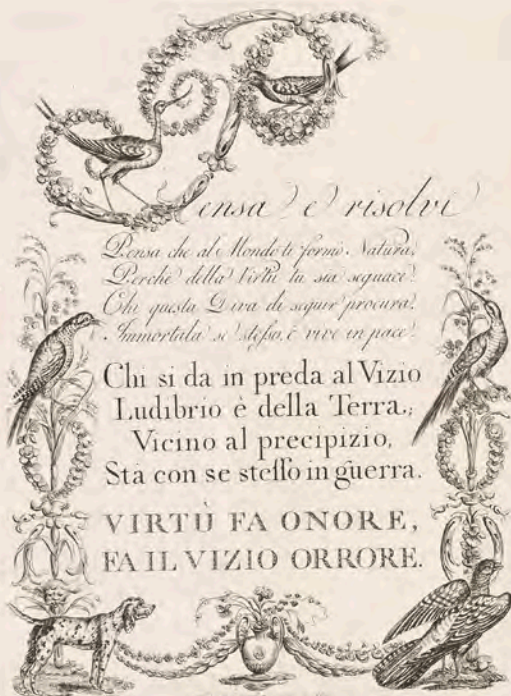 Pensa e risolvi
Pensa che al Mondo ti formò Natura,
Perchè della Virtù tu sia seguace:
Chi questa Diva di seguir procura,
Immortala se stesso, e vive in pace.
Chi si da in preda al Vizio
Ludibrio è della Terra.;
Vicino al precipizio,
Stà con se steſſo in guerra.
VIRTÙ FA ONORE,
FA IL VIZIO ORRORE.